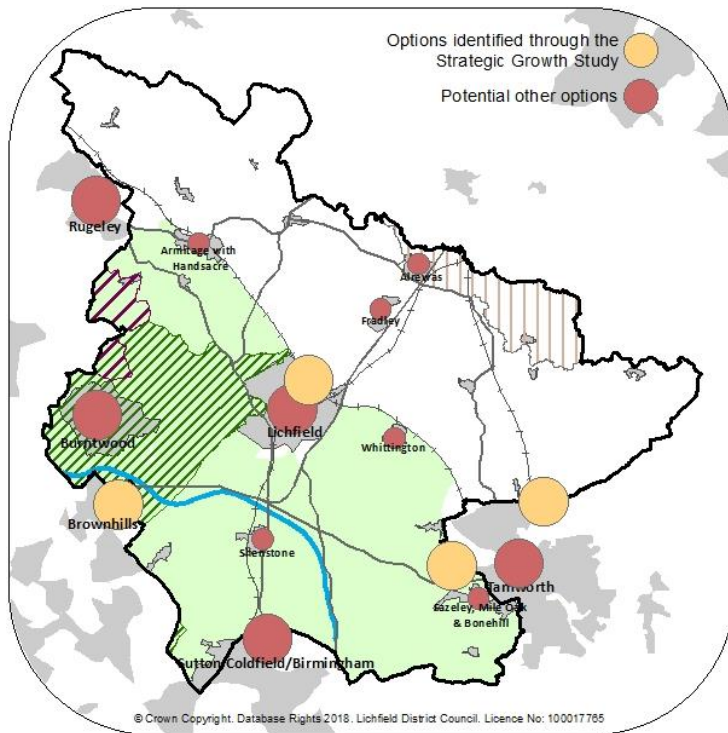 Options identified through the
Strategic Growth Study
Potential other options
Rugeley
Armitage with
Handsacre
Alrewas
Fradley
Lichfield
Burntwood
Whittington
Brownhills
Shenstone
Tamworth
Fazeley, Mile Oak
& Bonehill
Sutton Coldfield/Birmingham
© Crown Copyright. Database Rights 2018. Lichfield District Council. Licence No: 100017765